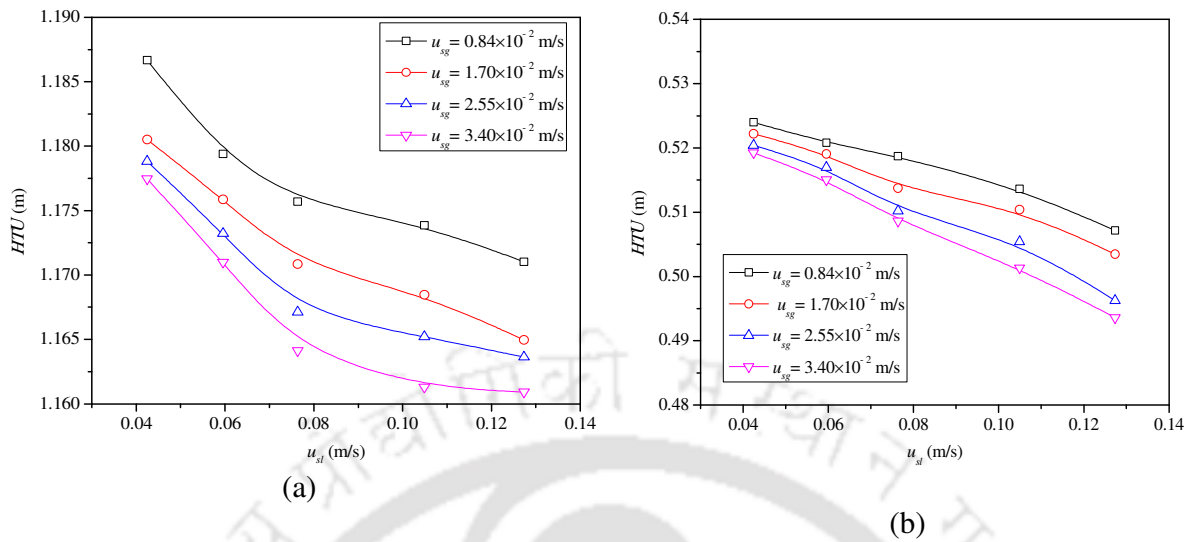 1.190
1.185
1.180
1.175
1.170
1.165
1.160
HTU (m)
0.04 0.06 0.08 0.10 0.12 0.14
u_sl (m/s)
u_sg = 0.84×10⁻² m/s
u_sg = 1.70×10⁻² m/s
u_sg = 2.55×10⁻² m/s
u_sg = 3.40×10⁻² m/s
(a)
0.54
0.53
0.52
0.51
0.50
0.49
0.48
HTU (m)
0.04 0.06 0.08 0.10 0.12 0.14
u_sl (m/s)
u_sg = 0.84×10⁻² m/s
u_sg = 1.70×10⁻² m/s
u_sg = 2.55×10⁻² m/s
u_sg = 3.40×10⁻² m/s
(b)